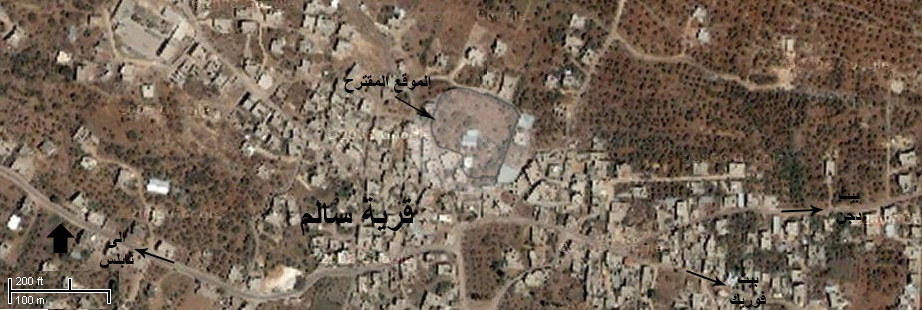 الموقع المقترح
قرية سالم
بيت
دجن
الى
نابلس
بيت
فوريك
200 ft
100 m